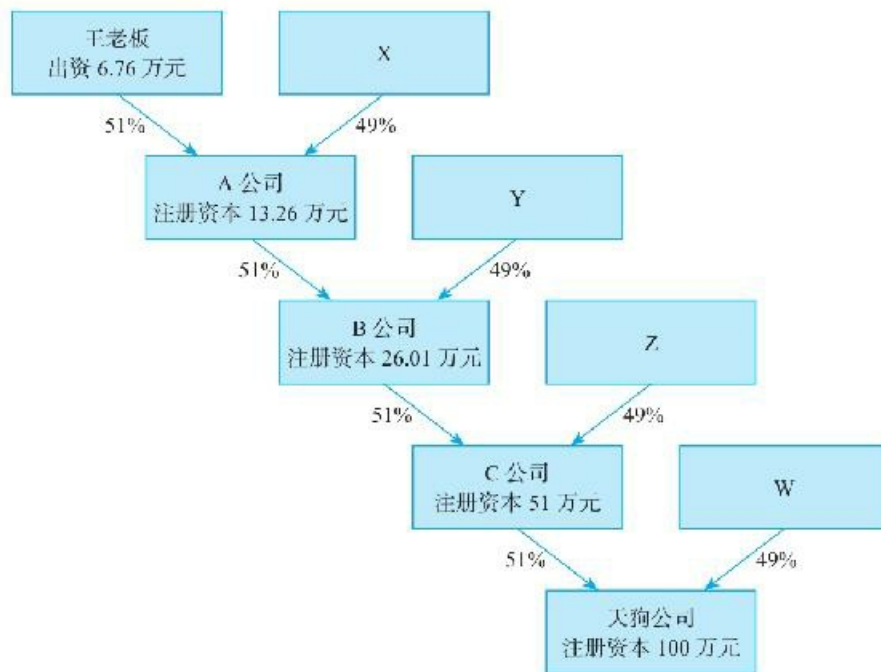 王老板
出资 6.76 万元
X
51%
49%
A 公司
注册资本 13.26 万元
Y
51%
49%
B 公司
注册资本 26.01 万元
Z
51%
49%
C 公司
注册资本 51 万元
W
51%
49%
天狗公司
注册资本 100 万元